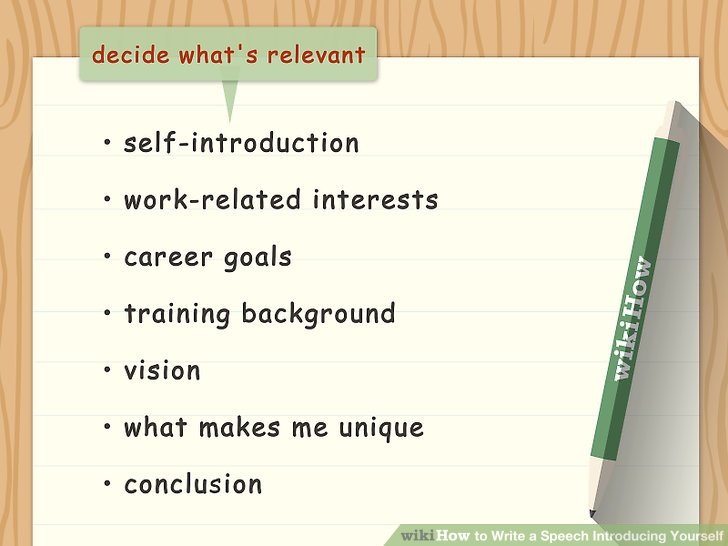 decide what's relevant
• self-introduction
• work-related interests
• career goals
• training background
• vision
• what makes me unique
• conclusion
wikiHow
wikiHow to Write a Speech Introducing Yourself